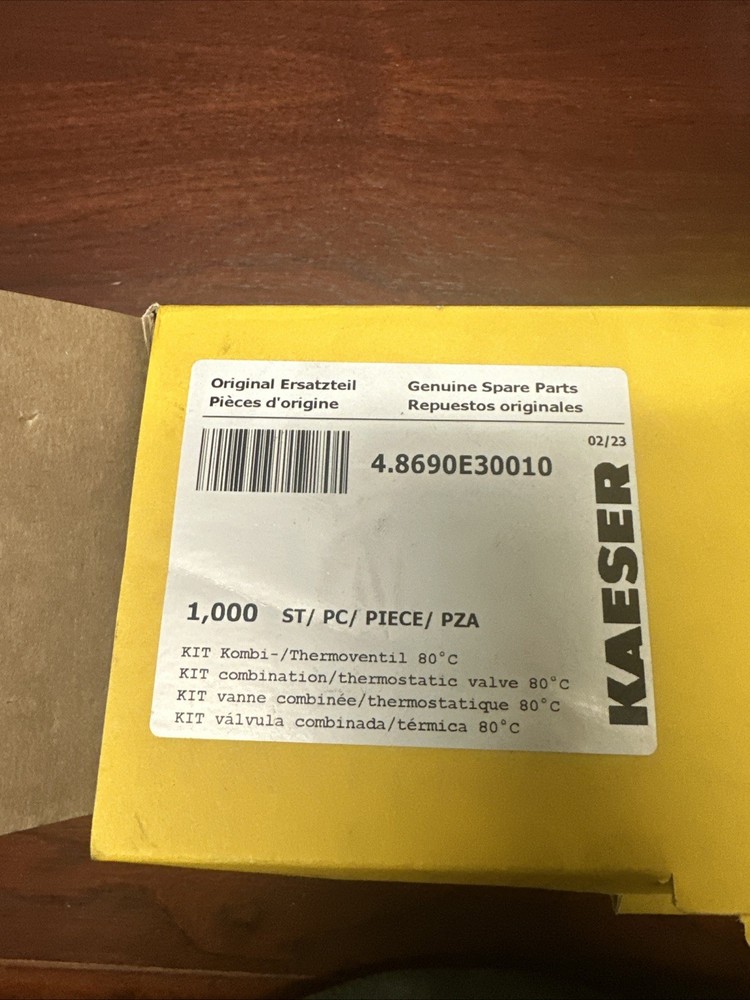 Original Ersatzteil
Pièces d'origine
Genuine Spare Parts
Repuestos originales
02/23
4.8690E30010
KAESER
1,000 ST/ PC/ PIECE/ PZA
KIT Kombi-/Thermoventil 80°C
KIT combination/thermostatic valve 80°C
KIT vanne combinée/thermostatique 80°C
KIT válvula combinada/térmica 80°C